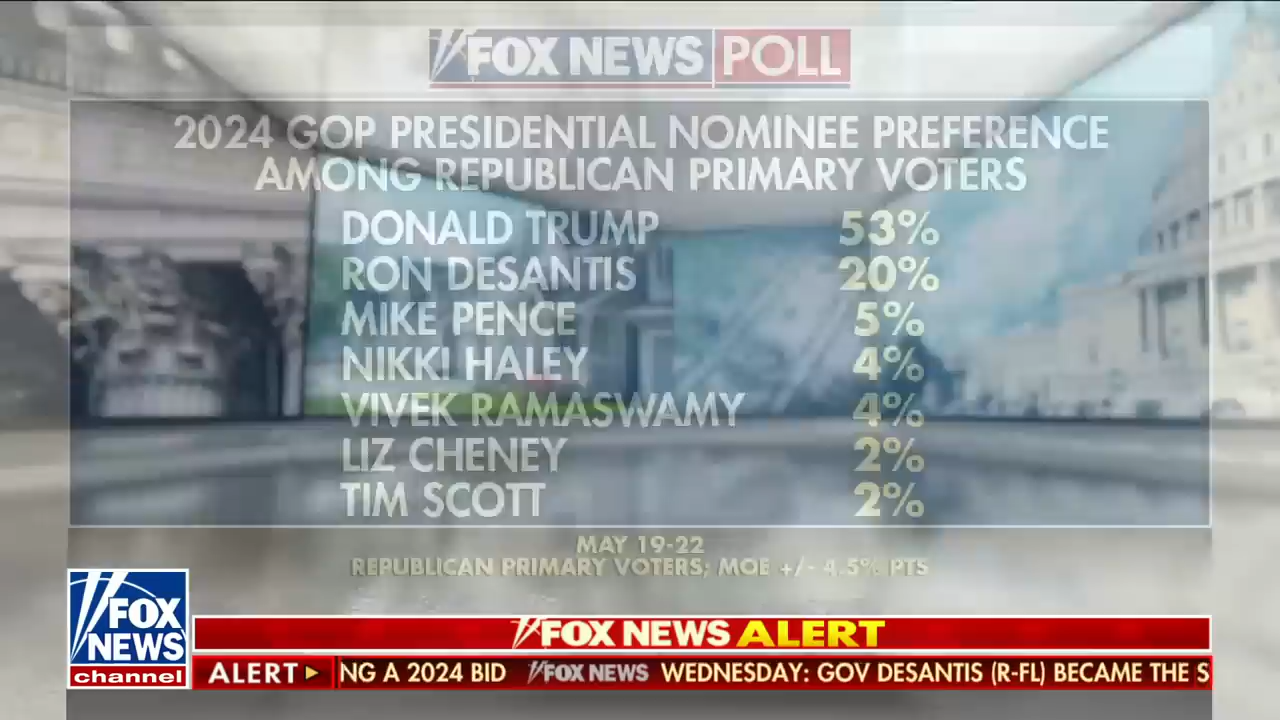 FOX NEWS POLL
2024 GOP PRESIDENTIAL NOMINEE PREFERENCE
AMONG REPUBLICAN PRIMARY VOTERS
DONALD TRUMP 53%
RON DESANTIS 20%
MIKE PENCE 5%
NIKKI HALEY 4%
VIVEK RAMASWAMY 4%
LIZ CHENEY 2%
TIM SCOTT 2%
MAY 19-22
REPUBLICAN PRIMARY VOTERS; MOE +/- 4.5% PTS
FOX
NEWS
channel
FOX NEWS ALERT
ALERT NG A 2024 BID FOX NEWS WEDNESDAY: GOV DESANTIS (R-FL) BECAME THE S